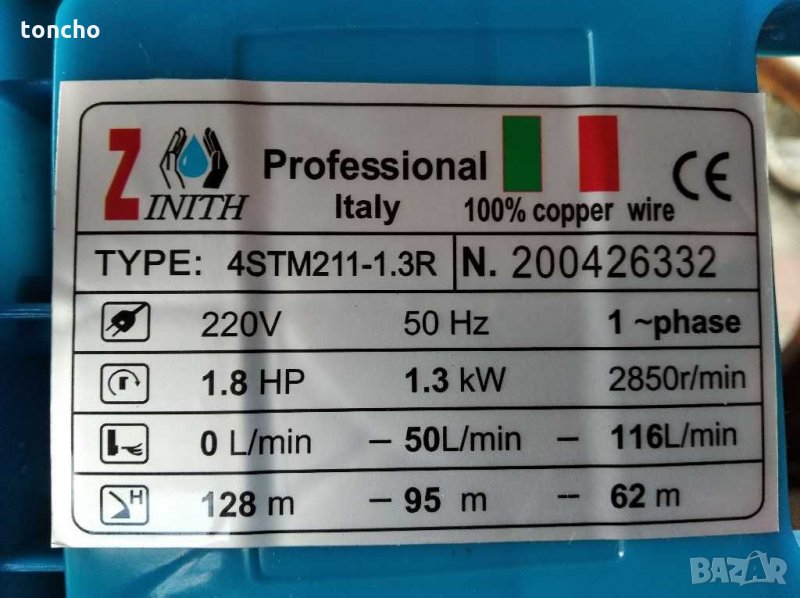 toncho
ZINITH
Professional
Italy
100% copper wire
CE
TYPE: 4STM211-1.3R N. 200426332
220V 50 Hz 1 ~phase
1.8 HP 1.3 kW 2850r/min
0 L/min – 50L/min – 116L/min
H 128 m – 95 m -- 62 m
BAZAR